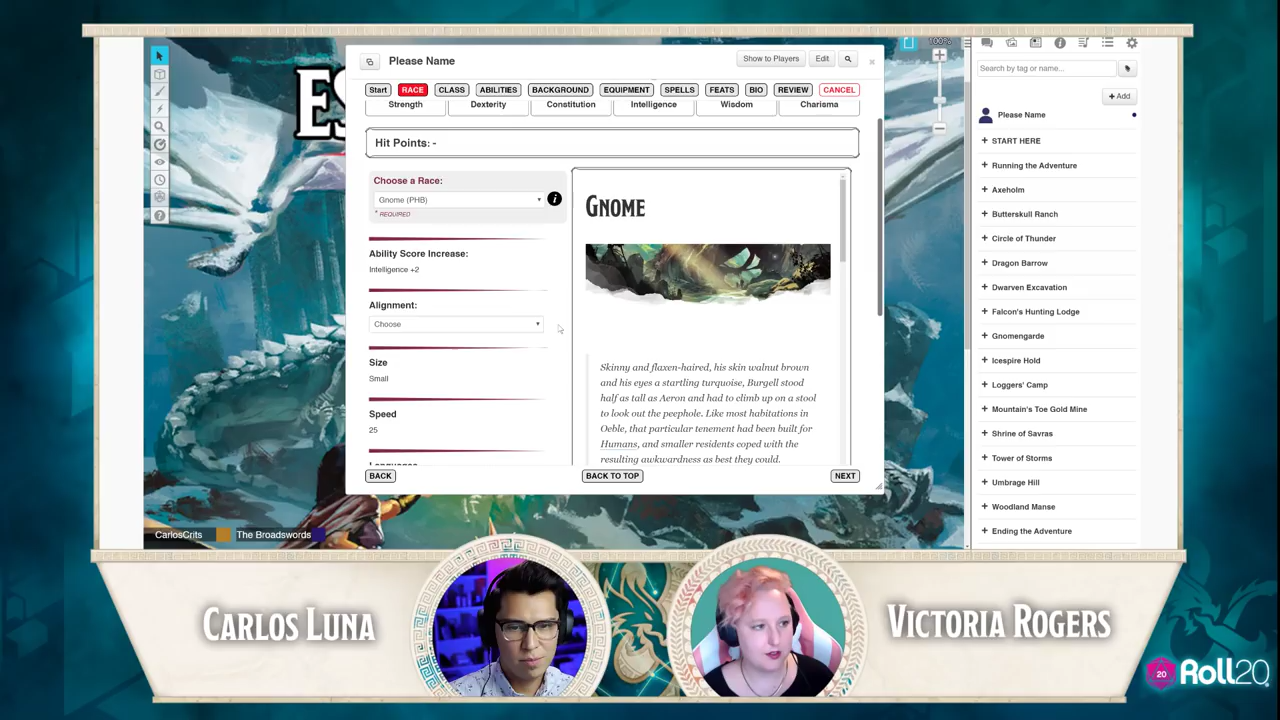 ES
Please Name
Show to Players
Edit
Start
RACE
CLASS
ABILITIES
BACKGROUND
EQUIPMENT
SPELLS
FEATS
BIO
REVIEW
CANCEL
Strength
Dexterity
Constitution
Intelligence
Wisdom
Charisma
Hit Points: -
Choose a Race:
Gnome (PHB)
* REQUIRED
Ability Score Increase:
Intelligence +2
Alignment:
Choose
Size
Small
Speed
25
GNOME
Skinny and flaxen-haired, his skin walnut brown
and his eyes a startling turquoise, Burgell stood
half as tall as Aeron and had to climb up on a stool
to look out the peephole. Like most habitations in
Oeble, that particular tenement had been built for
Humans, and smaller residents coped with the
resulting awkwardness as best they could.
BACK
BACK TO TOP
NEXT
100%
Search by tag or name...
+ Add
Please Name
+ START HERE
+ Running the Adventure
+ Axeholm
+ Butterskull Ranch
+ Circle of Thunder
+ Dragon Barrow
+ Dwarven Excavation
+ Falcon's Hunting Lodge
+ Gnomengarde
+ Icespire Hold
+ Loggers' Camp
+ Mountain's Toe Gold Mine
+ Shrine of Savras
+ Tower of Storms
+ Umbrage Hill
+ Woodland Manse
+ Ending the Adventure
CarlosCrits
The Broadswords
CARLOS LUNA
VICTORIA ROGERS
20
Roll20